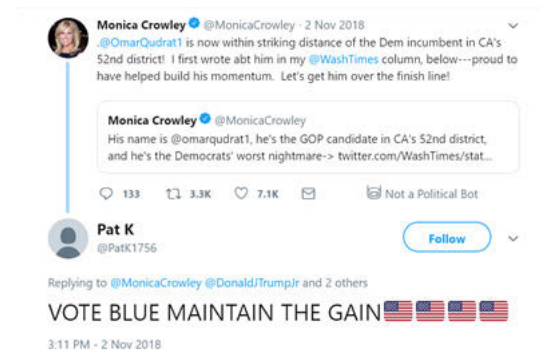 Monica Crowley @MonicaCrowley · 2 Nov 2018
.@OmarQudrat1 is now within striking distance of the Dem incumbent in CA's
52nd district! I first wrote abt him in my @WashTimes column, below---proud to
have helped build his momentum. Let's get him over the finish line!
Monica Crowley @MonicaCrowley
His name is @omarqudrat1, he's the GOP candidate in CA's 52nd district,
and he's the Democrats' worst nightmare-> twitter.com/WashTimes/stat...
133 3.3K 7.1K Not a Political Bot
Pat K
@PatK1756
Follow
Replying to @MonicaCrowley @DonaldJTrumpJr and 2 others
VOTE BLUE MAINTAIN THE GAIN🇺🇸🇺🇸🇺🇸🇺🇸
3:11 PM - 2 Nov 2018